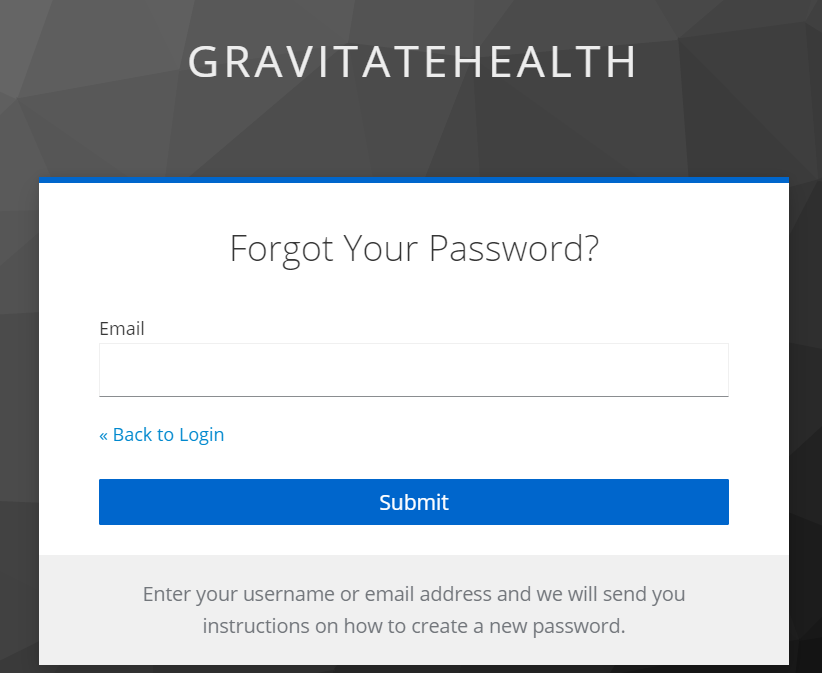 GRAVITATEHEALTH
Forgot Your Password?
Email
« Back to Login
Submit
Enter your username or email address and we will send you
instructions on how to create a new password.